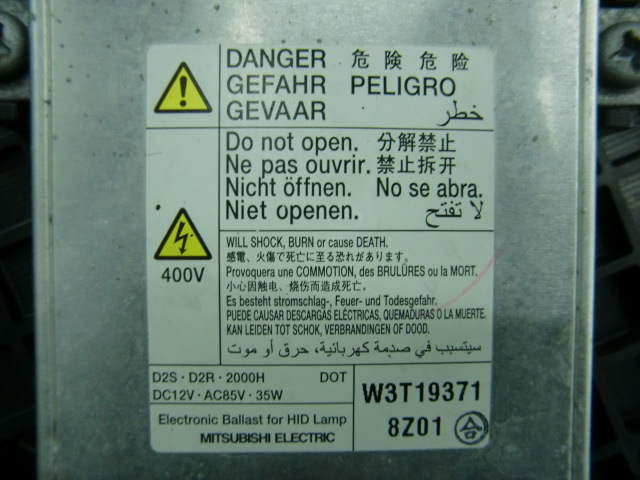 DANGER 危険 危险
GEFAHR PELIGRO
GEVAAR خطر
Do not open. 分解禁止
Ne pas ouvrir. 禁止拆开
Nicht öffnen. No se abra.
Niet openen. لا تفتح
400V
WILL SHOCK, BURN or cause DEATH.
感電、火傷で死亡に至る恐れがあります。
Provoquera une COMMOTION, des BRULÛRES ou la MORT.
小心因触电、烧伤而造成死亡。
Es besteht stromschlag-, Feuer- und Todesgefahr.
PUEDE CAUSAR DESCARGAS ELÉCTRICAS, QUEMADURAS O LA MUERTE.
KAN LEIDEN TOT SCHOK, VERBRANDINGEN OF DOOD.
سيتسبب في صدمة كهربائية، حرق أو موت
D2S · D2R · 2000H DOT
DC12V · AC85V · 35W
W3T19371
Electronic Ballast for HID Lamp
MITSUBISHI ELECTRIC
8Z01 合